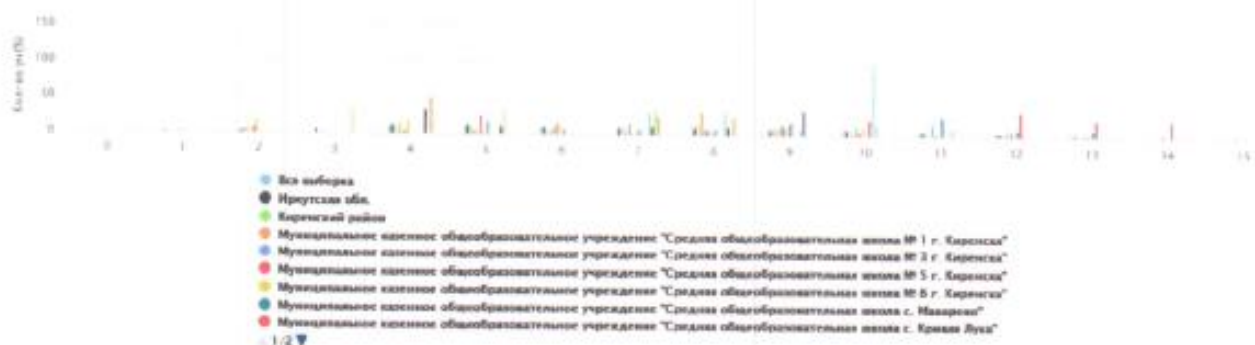 150
100
50
0
0 1 2 3 4 5 6 7 8 9 10 11 12 13 14 15
Вся выборка
Иркутская обл.
Киренский район
Муниципальное казенное общеобразовательное учреждение "Средняя общеобразовательная школа № 1 г. Киренска"
Муниципальное казенное общеобразовательное учреждение "Средняя общеобразовательная школа № 3 г. Киренска"
Муниципальное казенное общеобразовательное учреждение "Средняя общеобразовательная школа № 5 г. Киренска"
Муниципальное казенное общеобразовательное учреждение "Средняя общеобразовательная школа № 6 г. Киренска"
Муниципальное казенное общеобразовательное учреждение "Средняя общеобразовательная школа с. Макарово"
Муниципальное казенное общеобразовательное учреждение "Средняя общеобразовательная школа с. Кривая Лука"
1/2